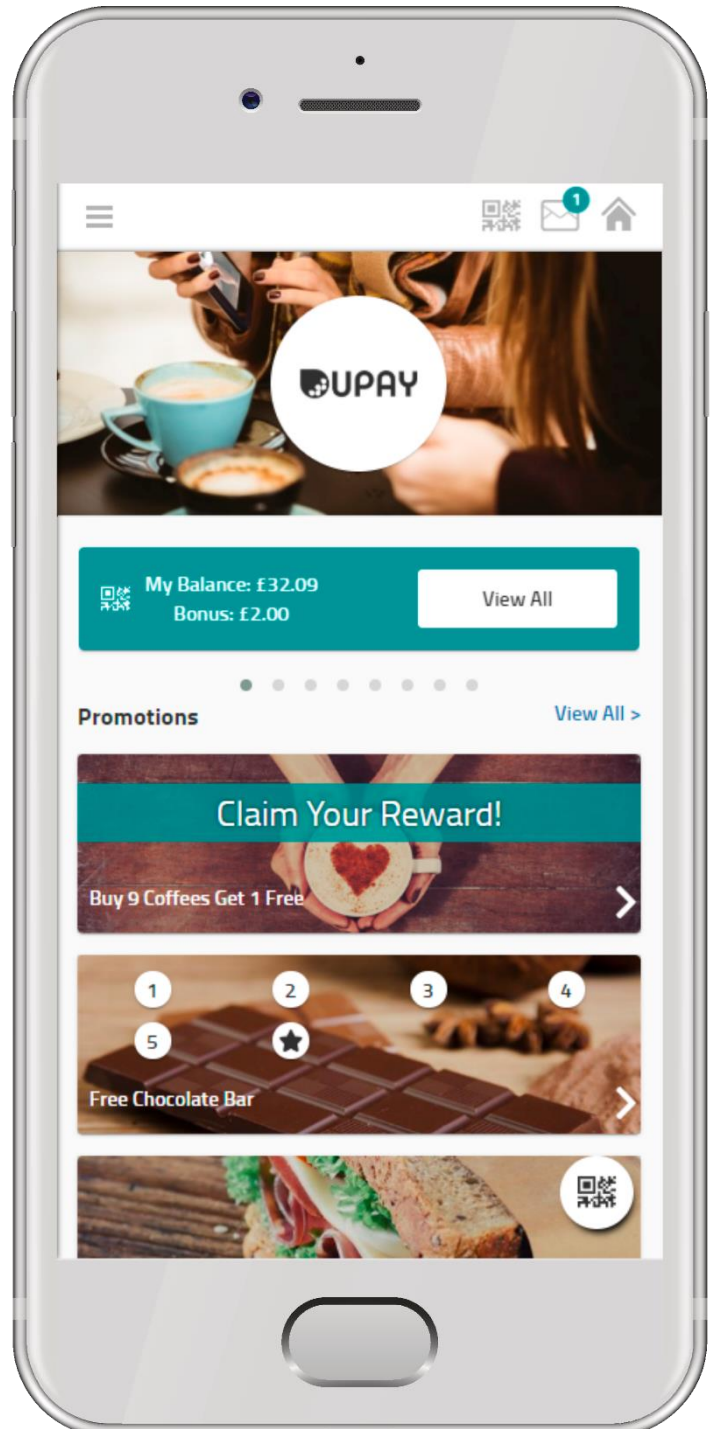 1
UPAY
My Balance: £32.09
Bonus: £2.00
View All
Promotions
View All >
Claim Your Reward!
Buy 9 Coffees Get 1 Free
1 2 3 4
5
Free Chocolate Bar